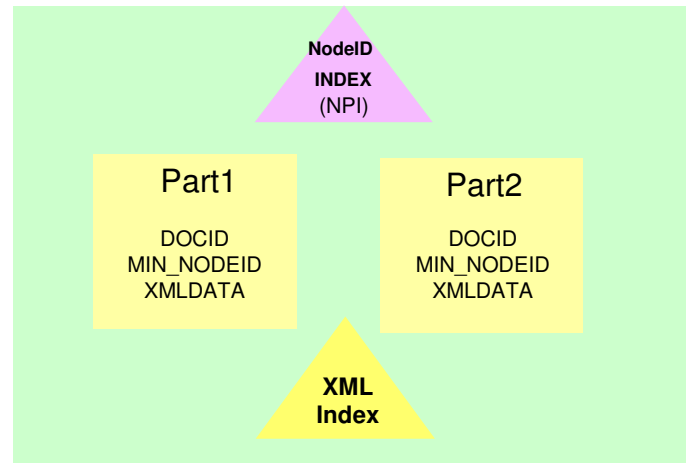 NodeID
INDEX
(NPI)
Part1
DOCID
MIN_NODEID
XMLDATA
Part2
DOCID
MIN_NODEID
XMLDATA
XML
Index